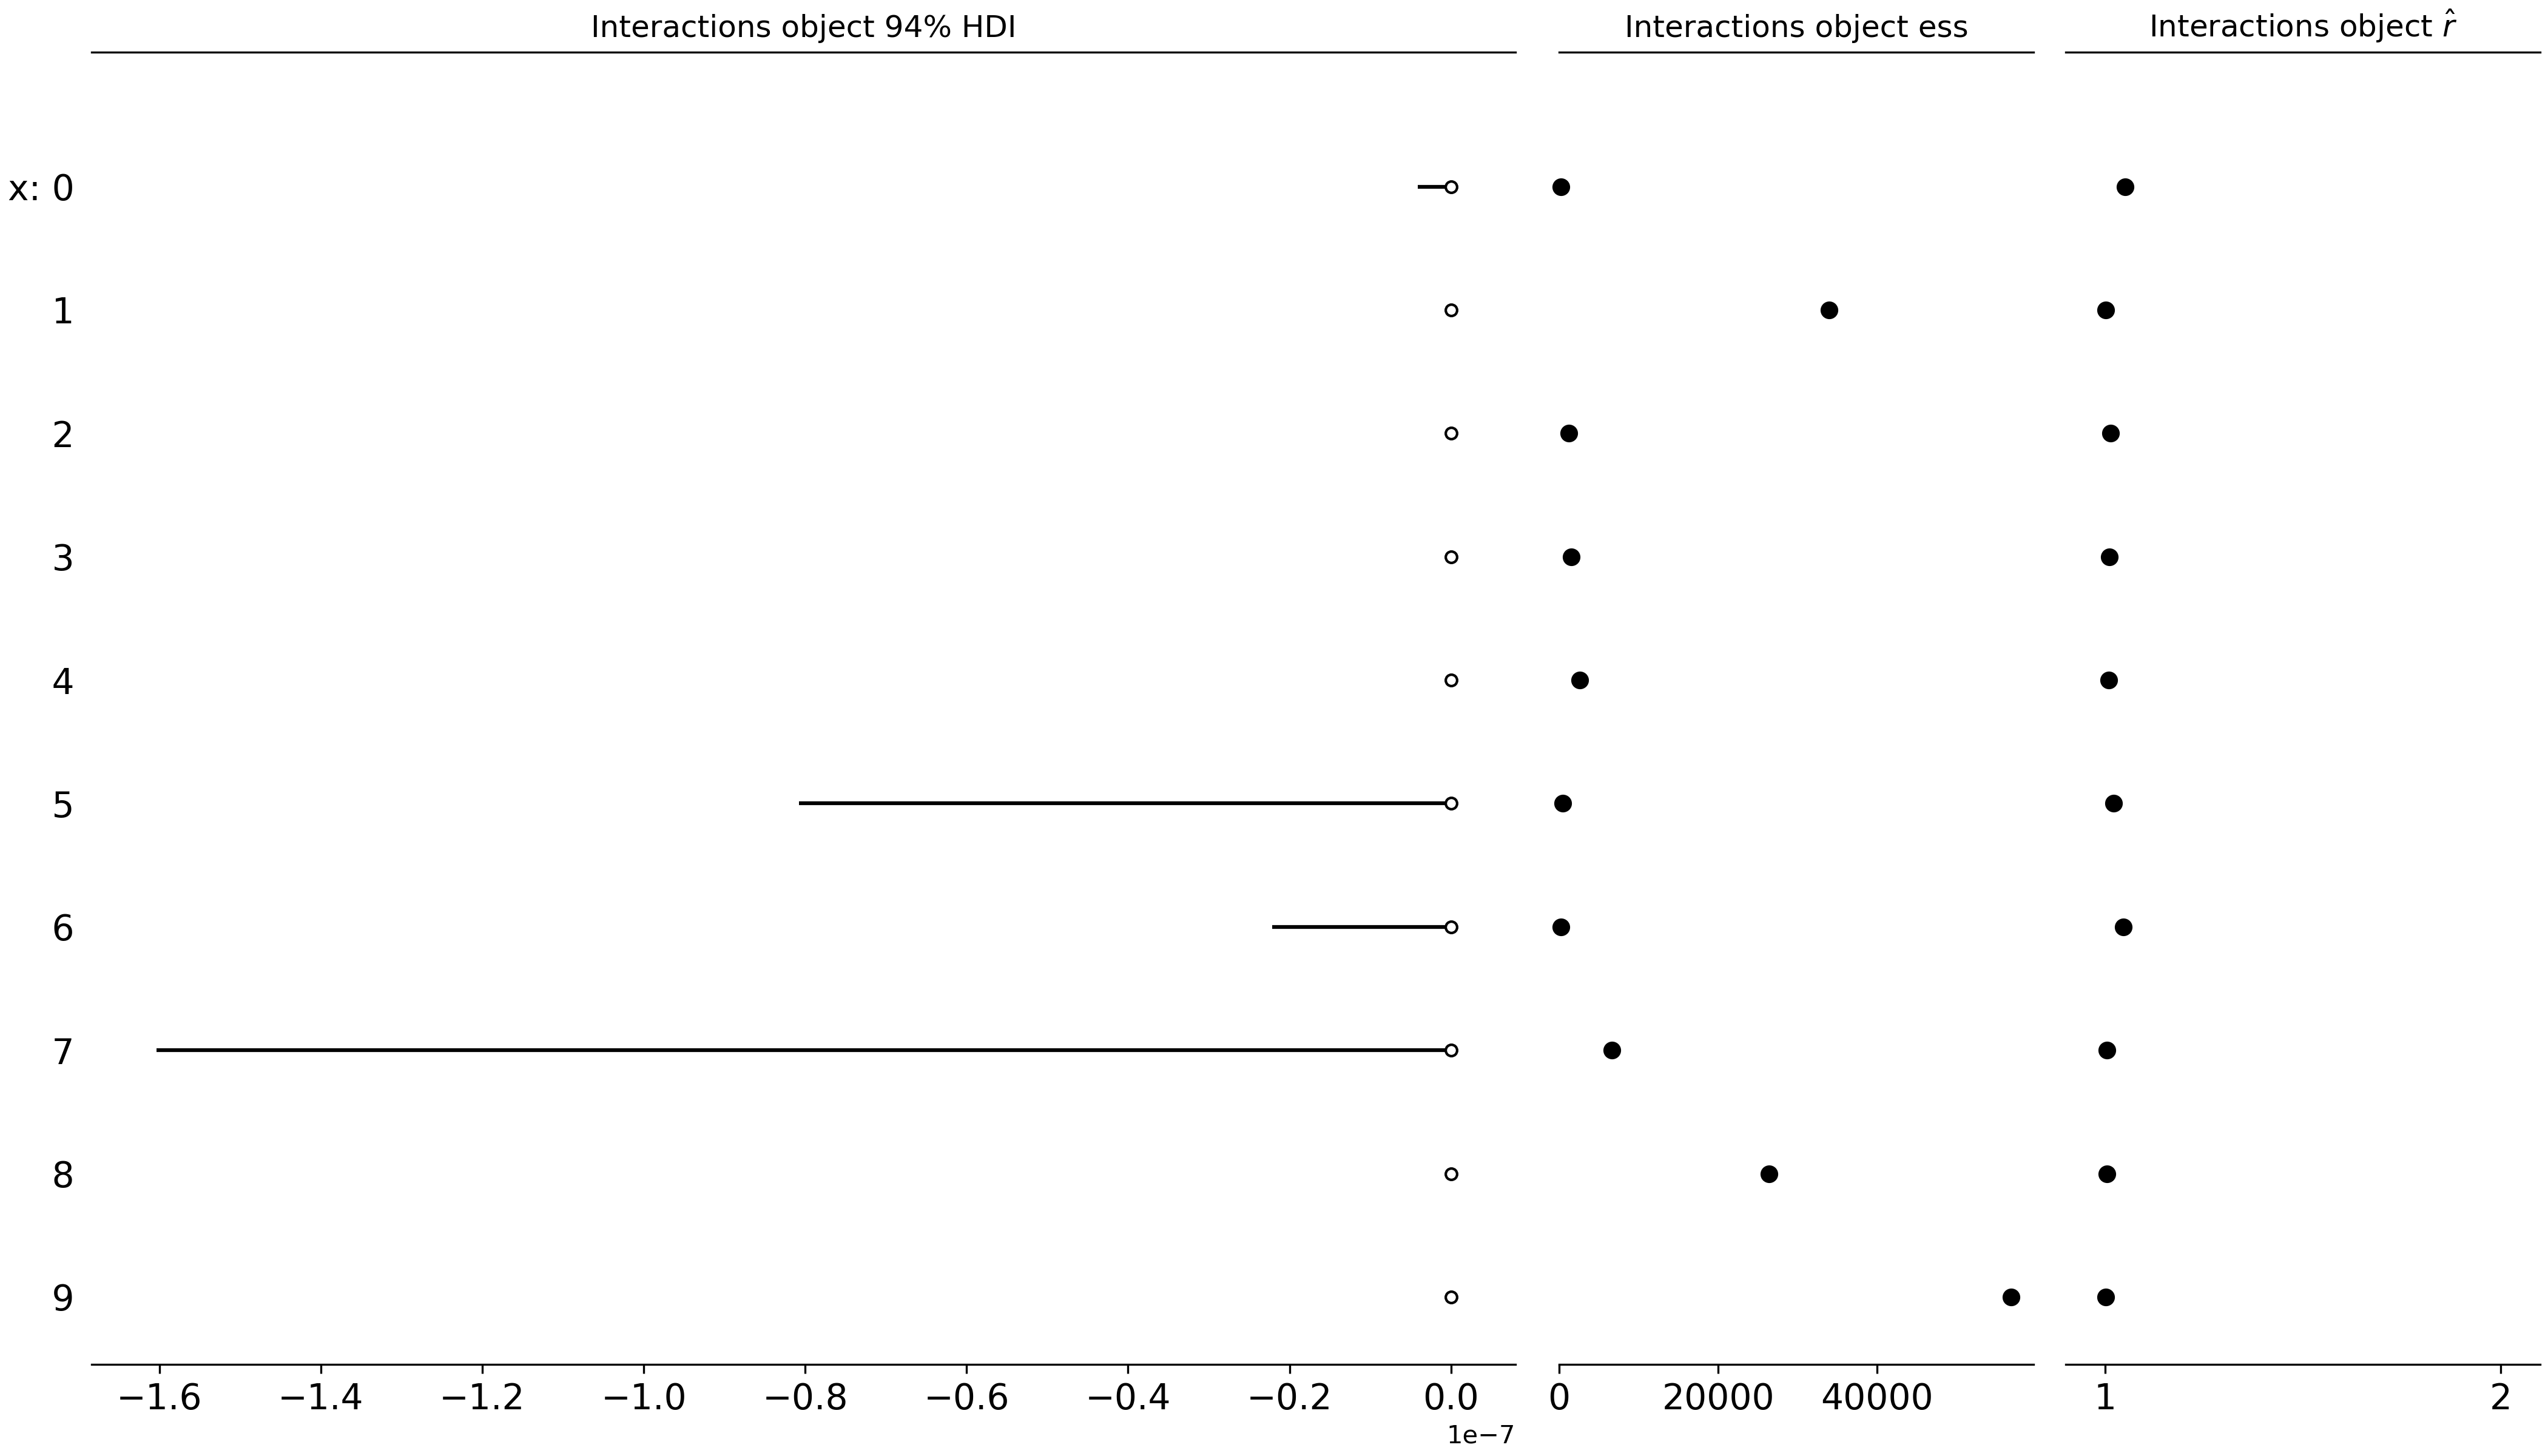 Interactions object 94% HDI Interactions object ess Interactions object r̂
x: 0
1
2
3
4
5
6
7
8
9
−1.6 −1.4 −1.2 −1.0 −0.8 −0.6 −0.4 −0.2 0.0 0 20000 40000 1 2
1e−7